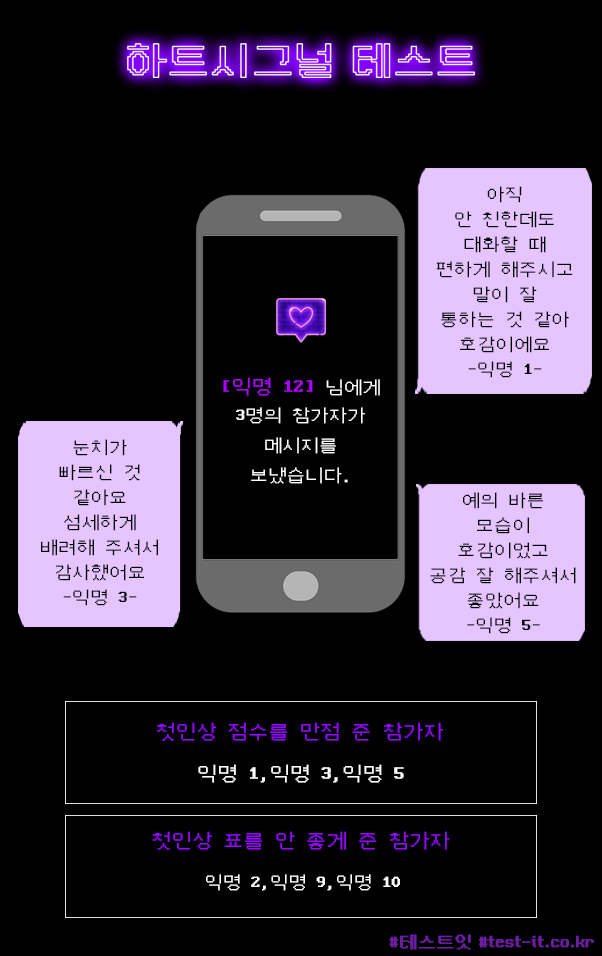 하트시그널 테스트
아직
안 친한데도
대화할 때
편하게 해주시고
말이 잘
통하는 것 같아
호감이에요
-익명 1-
[익명 12] 님에게
3명의 참가자가
메시지를
보냈습니다.
눈치가
빠르신 것
같아요
섬세하게
배려해 주셔서
감사했어요
-익명 3-
예의 바른
모습이
호감이었고
공감 잘 해주셔서
좋았어요
-익명 5-
첫인상 점수를 만점 준 참가자
익명 1,익명 3,익명 5
첫인상 표를 안 좋게 준 참가자
익명 2,익명 9,익명 10
#테스트잇 #test-it.co.kr